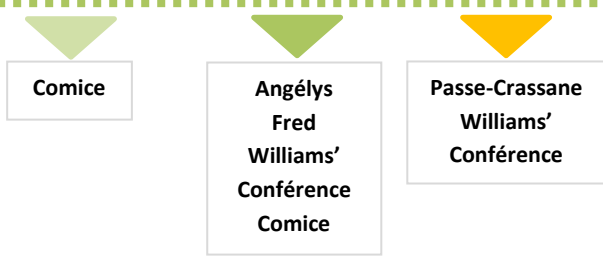 Comice
Angélys
Fred
Williams’
Conférence
Comice
Passe-Crassane
Williams’
Conférence